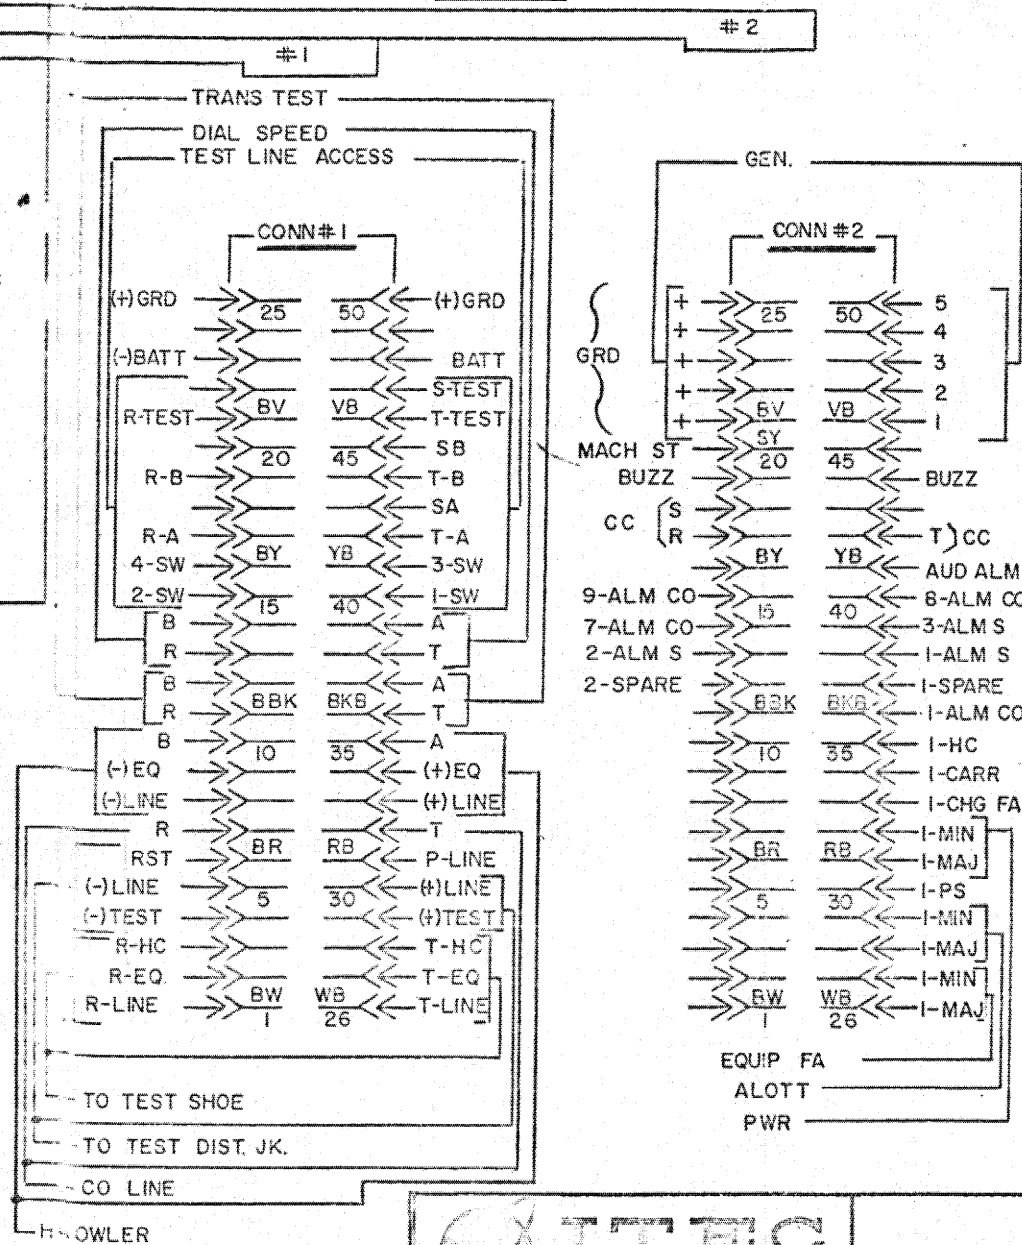 #2
#1
TRANS TEST
DIAL SPEED
TEST LINE ACCESS
GEN.
CONN #1
CONN #2
(+)GRD 25 50 (+)GRD
+ 25 50 5
+ 4
(-)BATT BATT
GRD
+ 3
S-TEST
+ 2
R-TEST BV VB T-TEST
+ BV VB 1
20 45 SB
MACH ST SY 20 45
R-B T-B
BUZZ BUZZ
SA
CC S
R-A BY YB T-A
R BY YB T) CC
4-SW 3-SW
AUD ALM
2-SW 15 40 1-SW
9-ALM CO 15 40 8-ALM CO
B A
7-ALM CO 3-ALM S
R T
2-ALM S 1-ALM S
B A
2-SPARE 1-SPARE
R BBK BKB T
BBK BKB 1-ALM CO
B 10 35 A
10 35 1-HC
(-)EQ (+)EQ
1-CARR
(-)LINE (+)LINE
1-CHG FA
R T
1-MIN
RST BR RB P-LINE
BR RB 1-MAJ
(-)LINE 5 30 (+)LINE
5 30 1-PS
(-)TEST (+)TEST
1-MIN
R-HC T-HC
1-MAJ
R-EQ T-EQ
1-MIN
R-LINE BW WB T-LINE
1 26
BW WB 1-MAJ
1 26
EQUIP FA
ALOTT
PWR
TO TEST SHOE
TO TEST DIST. JK.
CO LINE